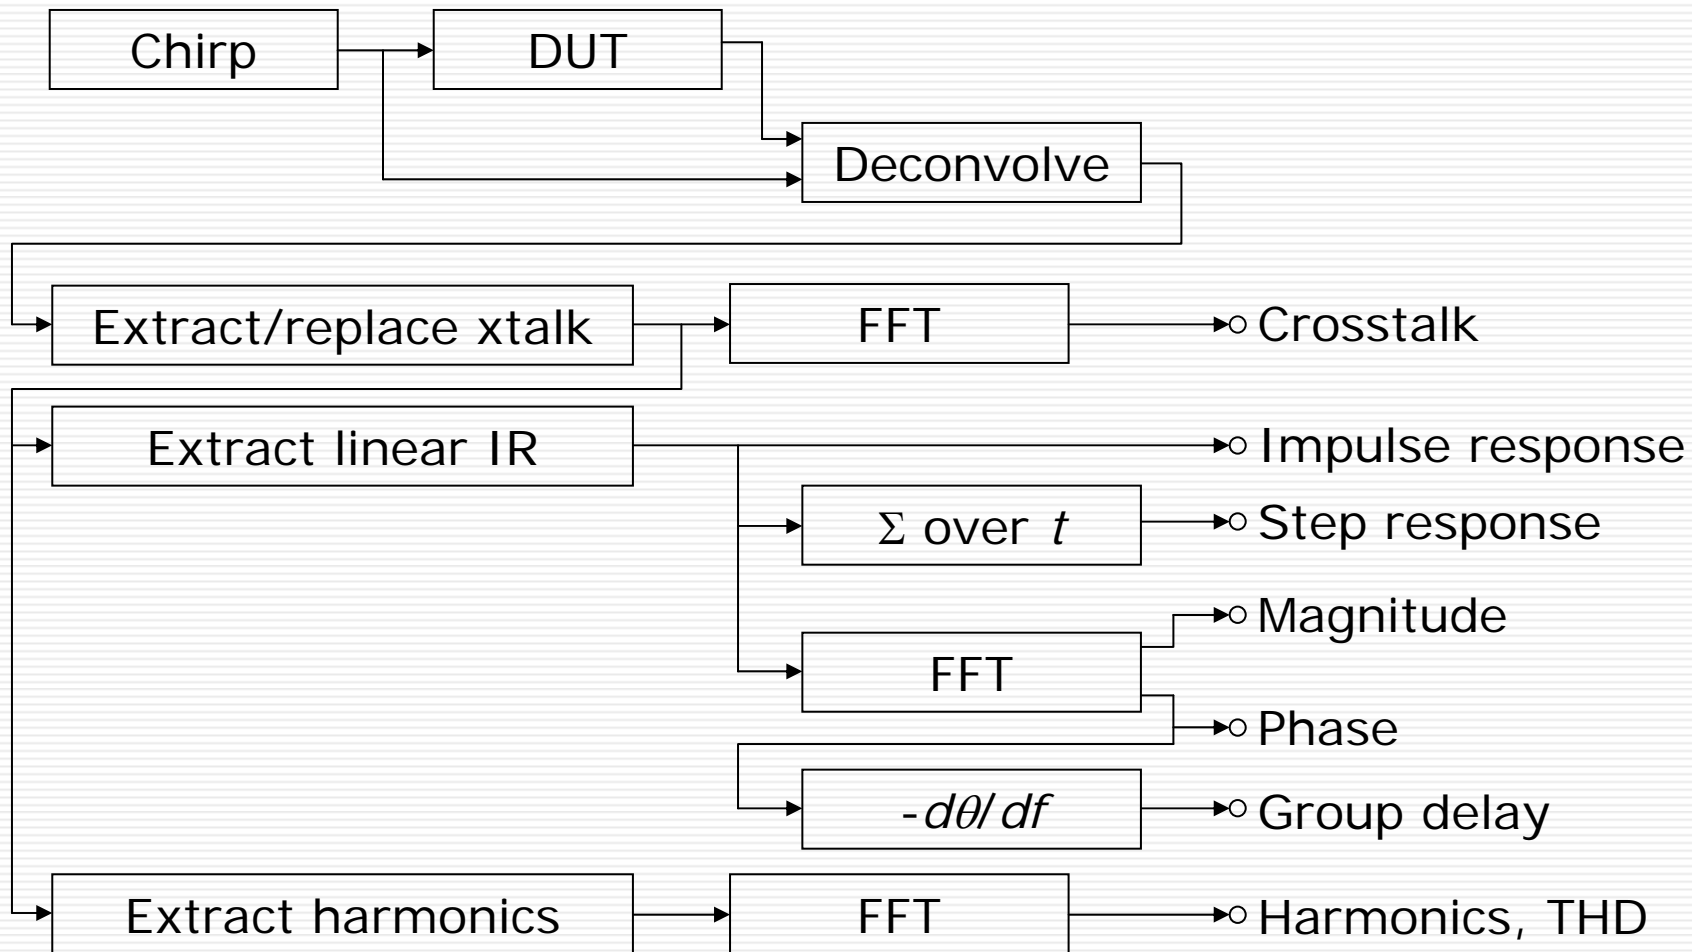 Chirp
DUT
Deconvolve
Extract/replace xtalk
FFT
Crosstalk
Extract linear IR
Impulse response
Σ over t
Step response
FFT
Magnitude
Phase
-dθ/df
Group delay
Extract harmonics
FFT
Harmonics, THD